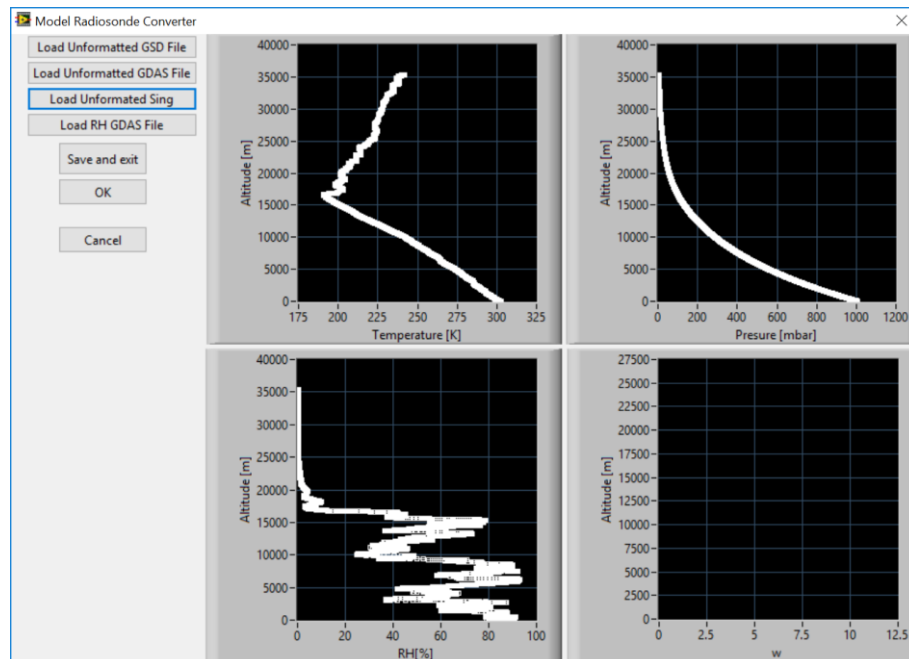 Model Radiosonde Converter
Load Unformatted GSD File
Load Unformatted GDAS File
Load Unformated Sing
Load RH GDAS File
Save and exit
OK
Cancel
40000
35000
30000
25000
20000
15000
10000
5000
0
Altitude [m]
175 200 225 250 275 300 325
Temperature [K]
40000
35000
30000
25000
20000
15000
10000
5000
0
Altitude [m]
0 200 400 600 800 1000 1200
Presure [mbar]
40000
35000
30000
25000
20000
15000
10000
5000
0
Altitude [m]
0 20 40 60 80 100
RH[%]
27500
25000
22500
20000
17500
15000
12500
10000
7500
5000
2500
0
Altitude [m]
0 2.5 5 7.5 10 12.5
w